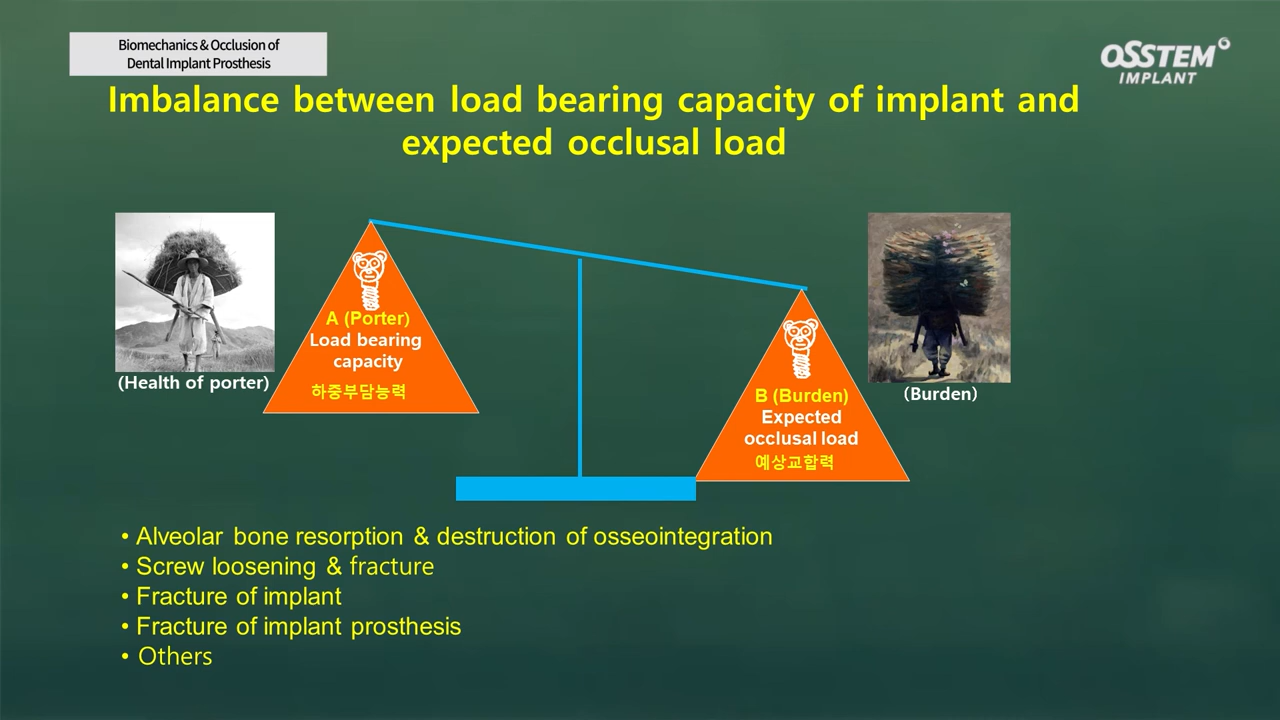 Biomechanics & Occlusion of
Dental Implant Prosthesis
OSSTEM
IMPLANT
Imbalance between load bearing capacity of implant and
expected occlusal load
(Health of porter)
A (Porter)
Load bearing
capacity
하중부담능력
B (Burden)
Expected
occlusal load
예상교합력
(Burden)
• Alveolar bone resorption & destruction of osseointegration
• Screw loosening & fracture
• Fracture of implant
• Fracture of implant prosthesis
• Others